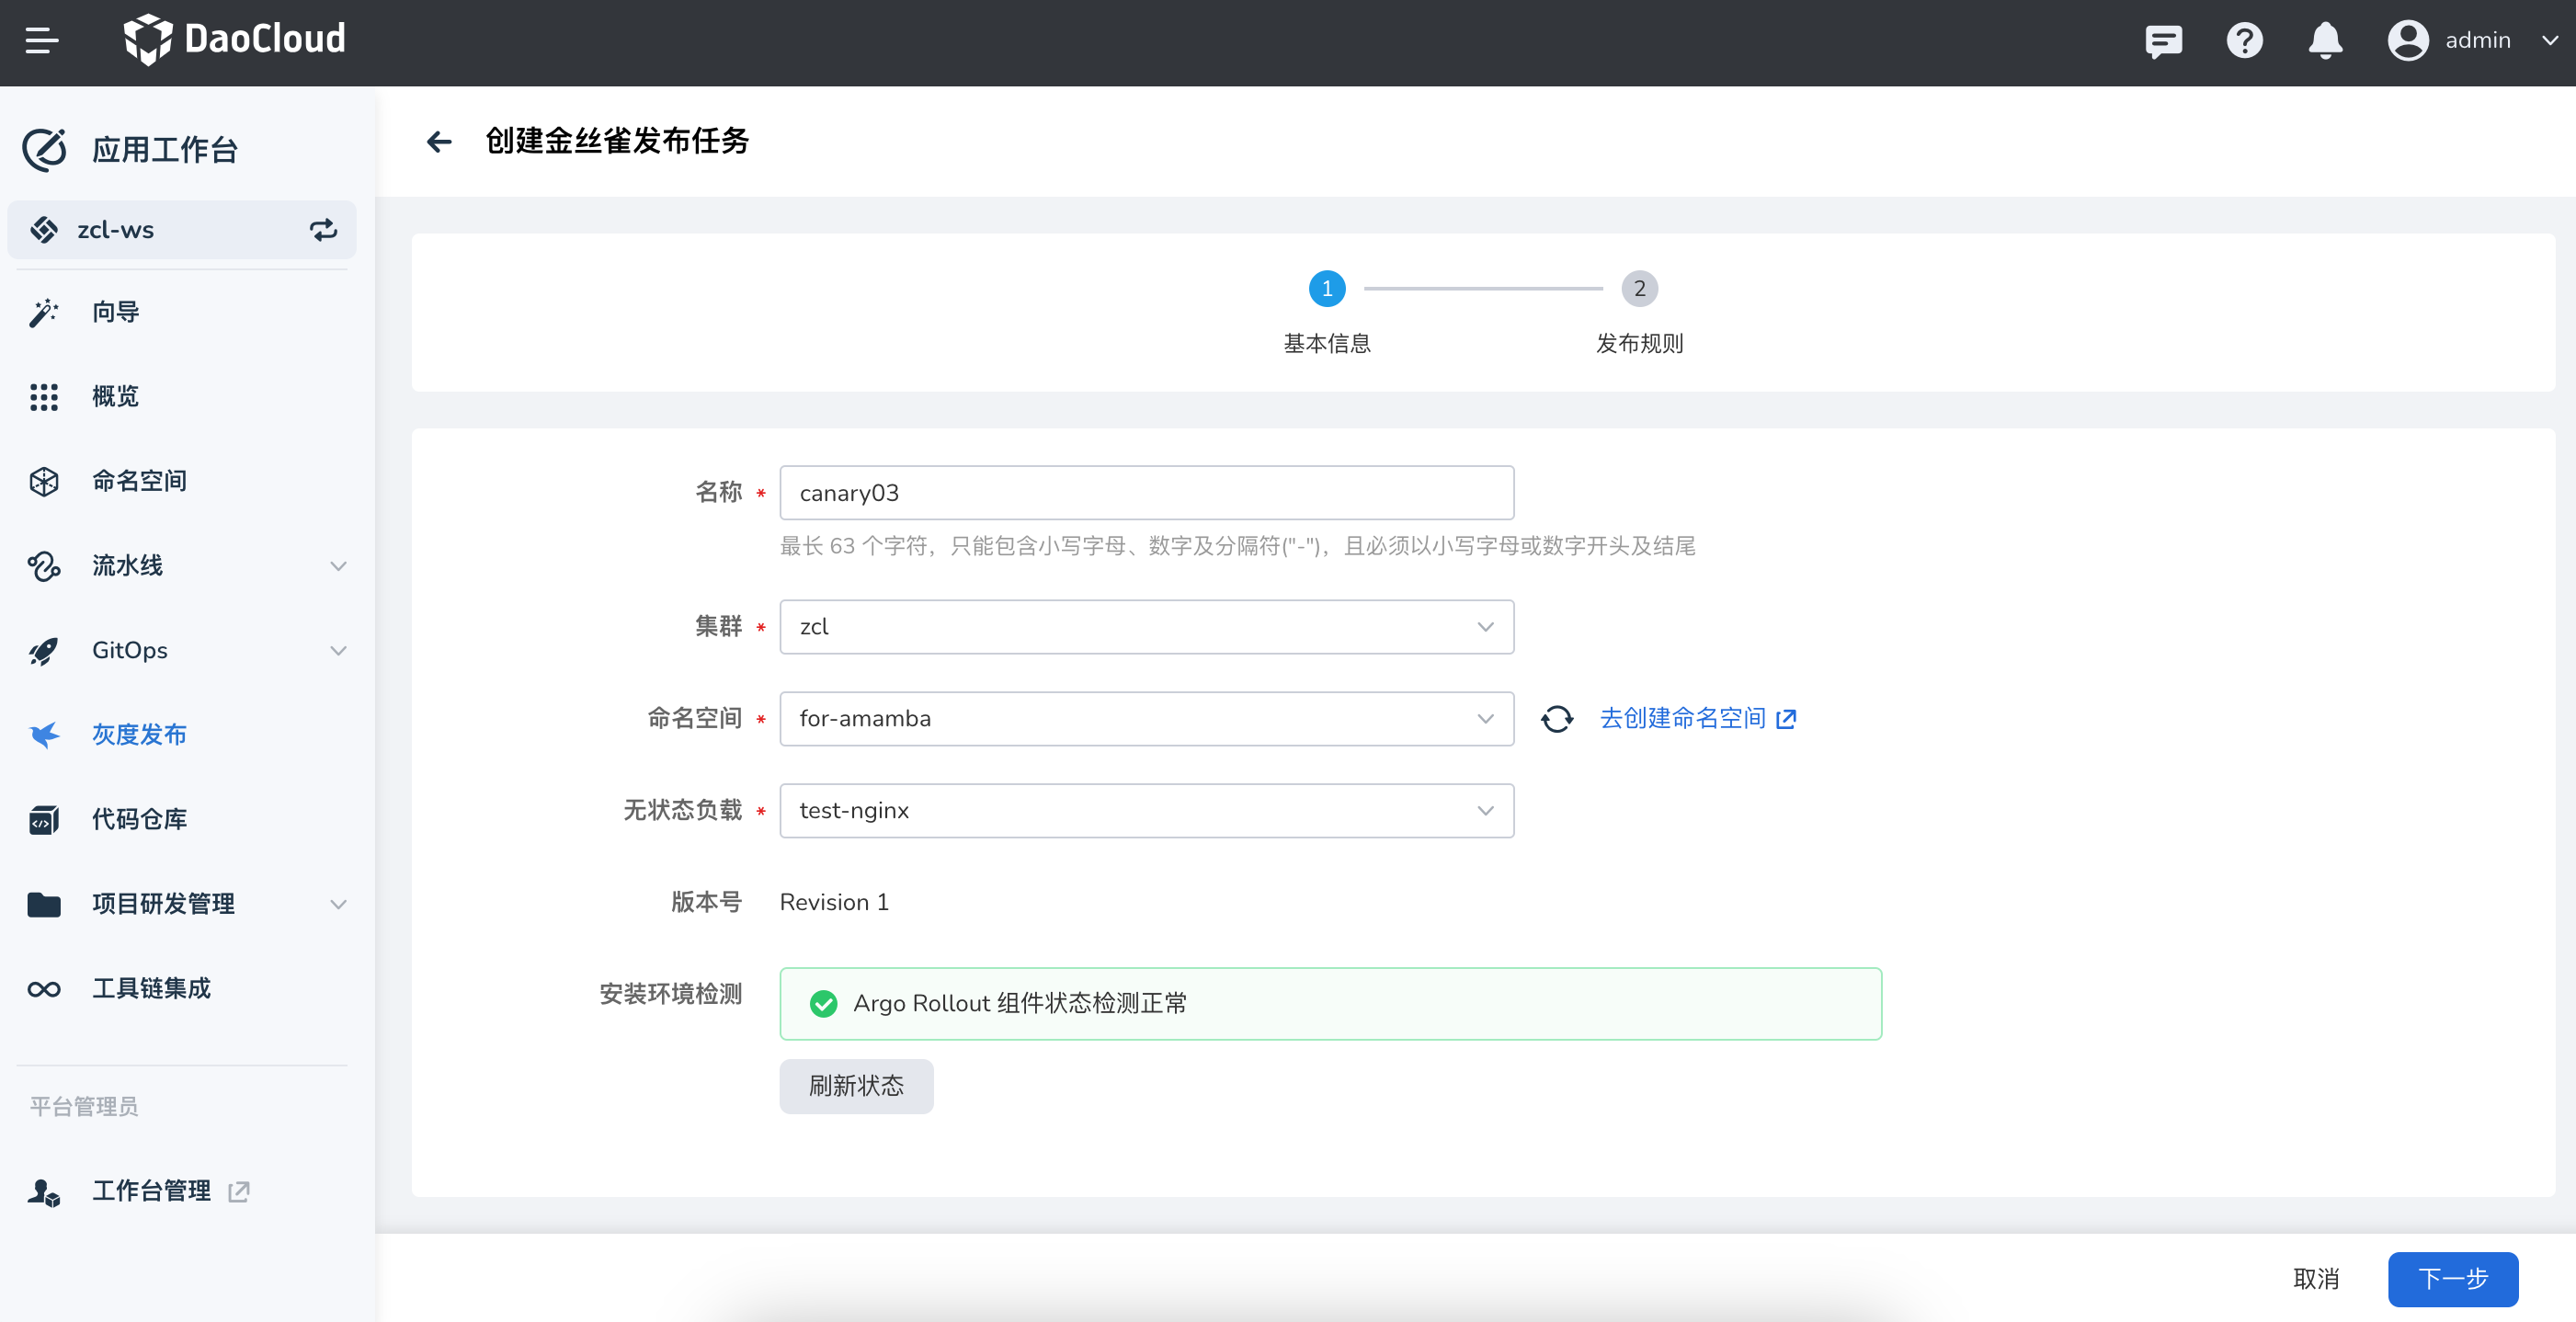 DaoCloud
admin
应用工作台
zcl-ws
向导
概览
命名空间
流水线
GitOps
灰度发布
代码仓库
项目研发管理
工具链集成
平台管理员
工作台管理
创建金丝雀发布任务
1
2
基本信息
发布规则
名称 *
canary03
最长 63 个字符，只能包含小写字母、数字及分隔符("-")，且必须以小写字母或数字开头及结尾
集群 *
zcl
命名空间 *
for-amamba
去创建命名空间
无状态负载 *
test-nginx
版本号
Revision 1
安装环境检测
Argo Rollout 组件状态检测正常
刷新状态
取消
下一步